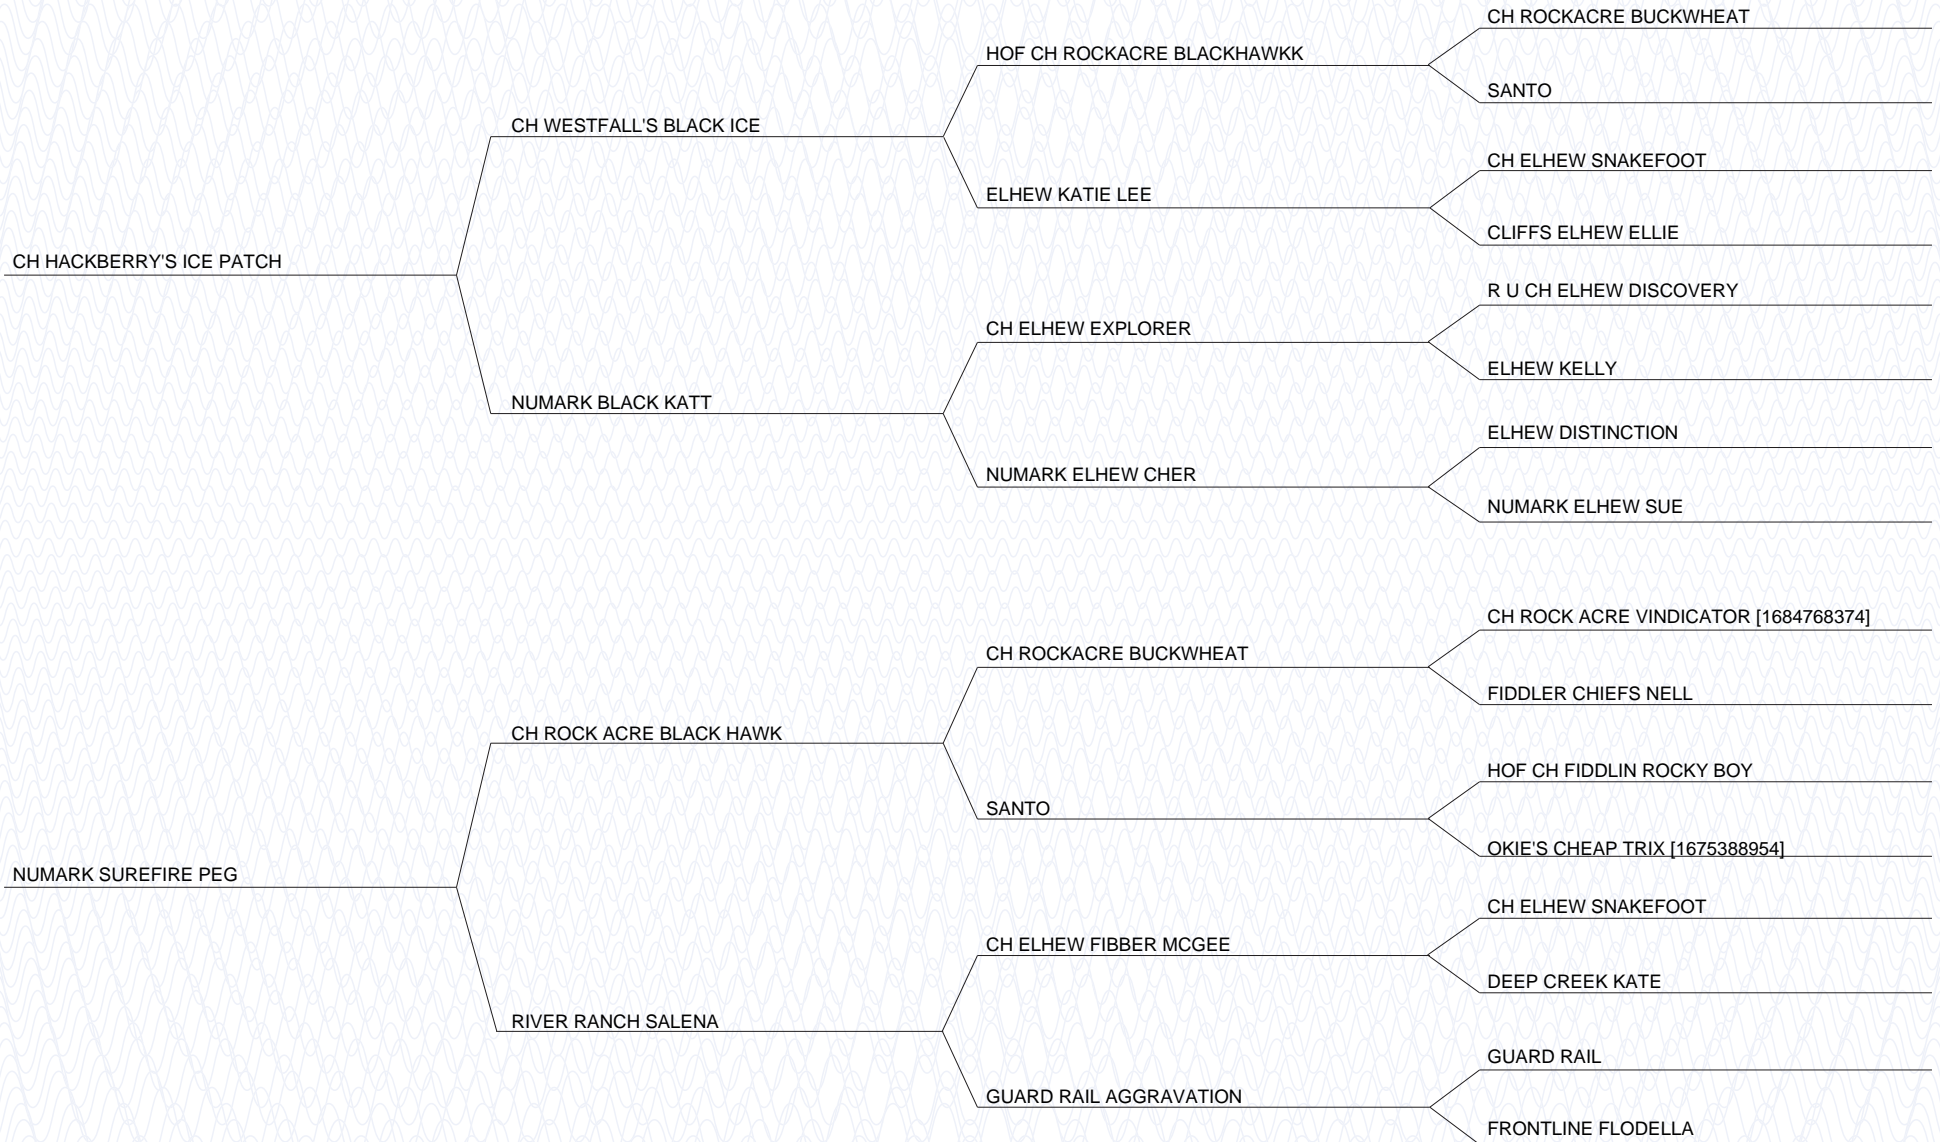 CH ROCKACRE BUCKWHEAT
HOF CH ROCKACRE BLACKHAWKK
SANTO
CH WESTFALL'S BLACK ICE
CH ELHEW SNAKEFOOT
ELHEW KATIE LEE
CLIFFS ELHEW ELLIE
CH HACKBERRY'S ICE PATCH
R U CH ELHEW DISCOVERY
CH ELHEW EXPLORER
ELHEW KELLY
NUMARK BLACK KATT
ELHEW DISTINCTION
NUMARK ELHEW CHER
NUMARK ELHEW SUE
CH ROCK ACRE VINDICATOR [1684768374]
CH ROCKACRE BUCKWHEAT
FIDDLER CHIEFS NELL
CH ROCK ACRE BLACK HAWK
HOF CH FIDDLIN ROCKY BOY
SANTO
OKIE'S CHEAP TRIX [1675388954]
NUMARK SUREFIRE PEG
CH ELHEW SNAKEFOOT
CH ELHEW FIBBER MCGEE
DEEP CREEK KATE
RIVER RANCH SALENA
GUARD RAIL
GUARD RAIL AGGRAVATION
FRONTLINE FLODELLA